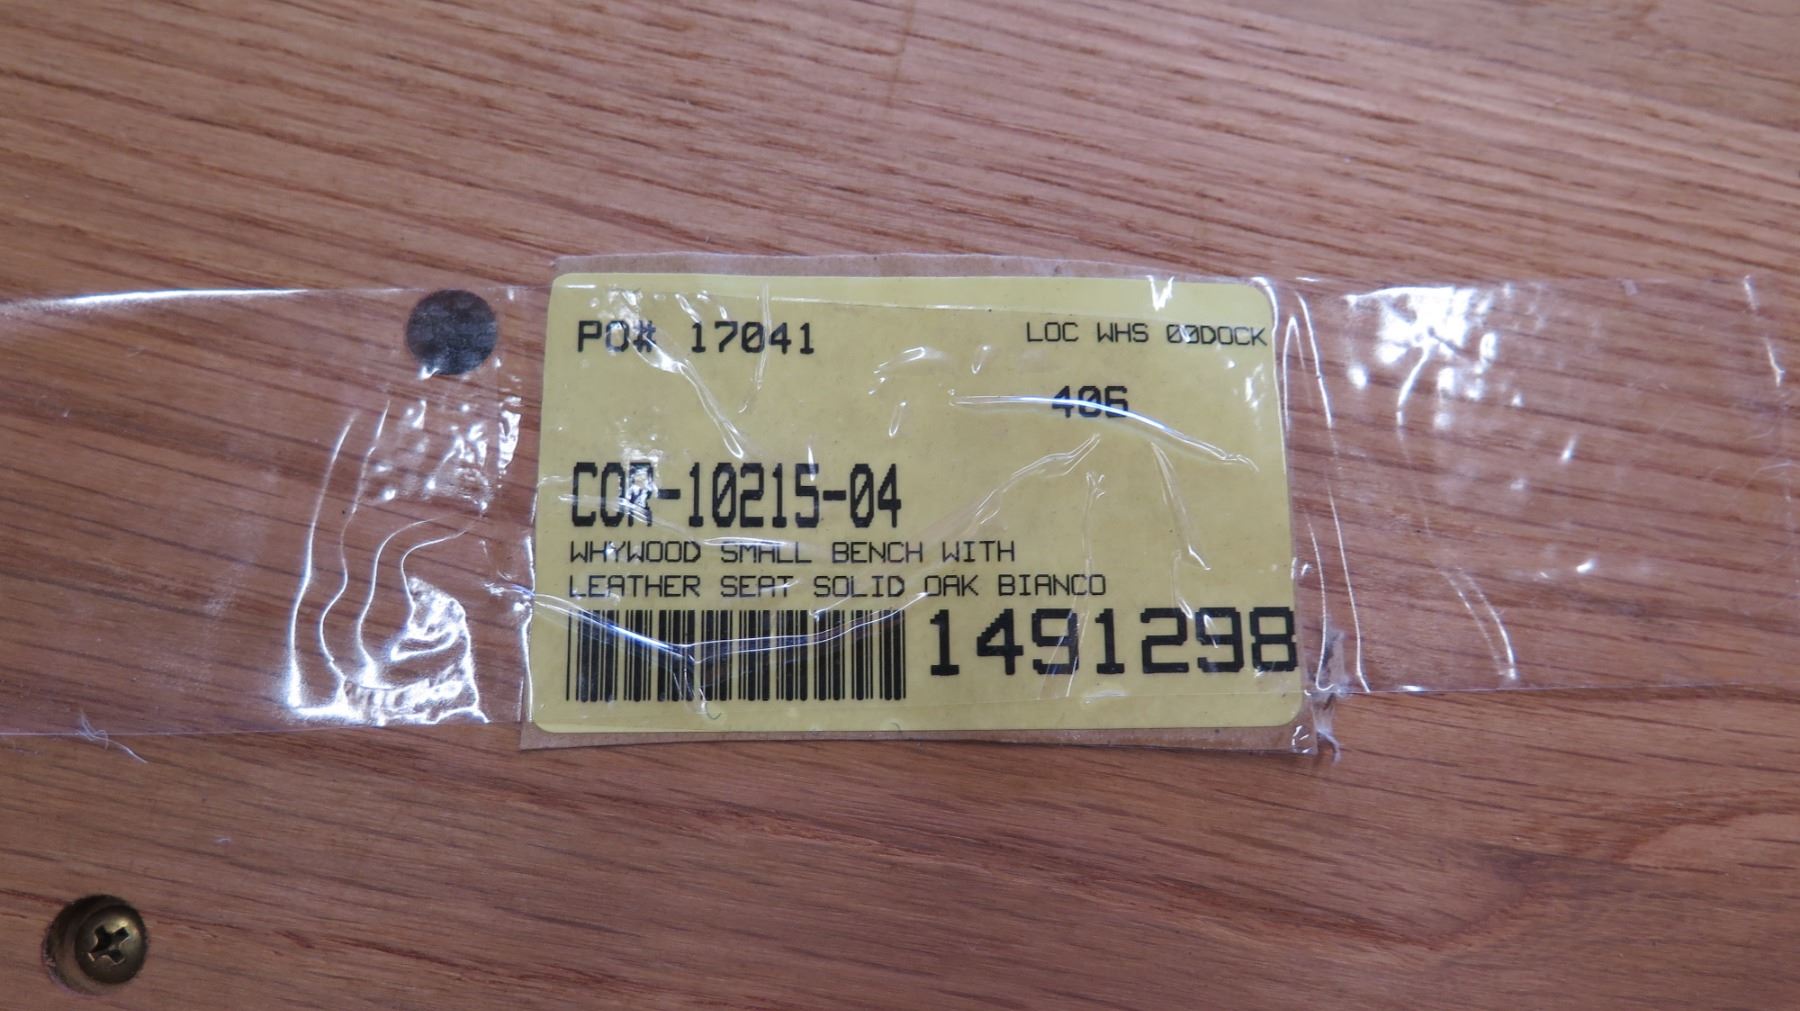 PO# 17041
LOC WHS 00DOCK
406
COR-10215-04
WHYWOOD SMALL BENCH WITH
LEATHER SEAT SOLID OAK BIANCO
1491298